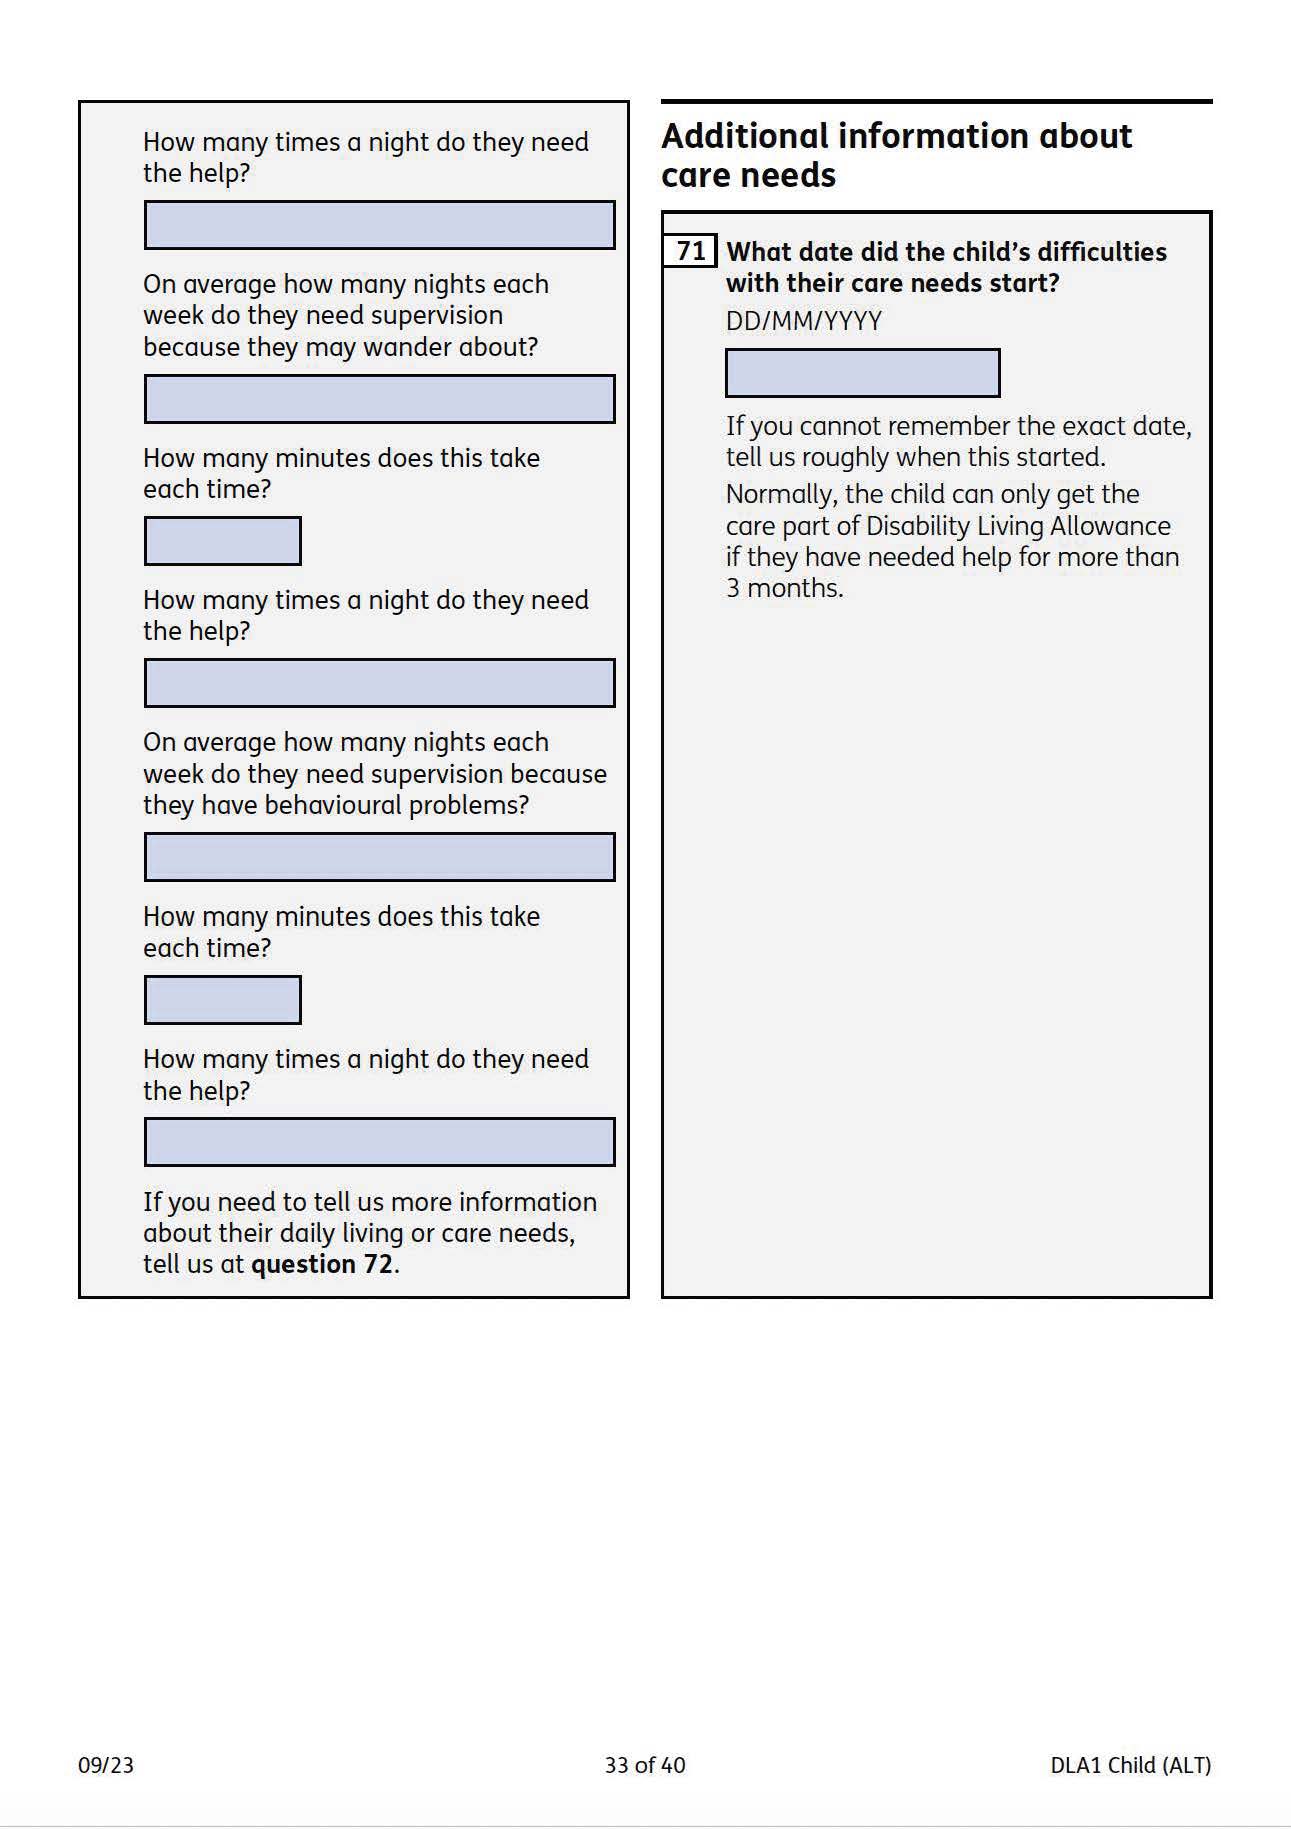 How many times a night do they need
the help?
On average how many nights each
week do they need supervision
because they may wander about?
How many minutes does this take
each time?
How many times a night do they need
the help?
On average how many nights each
week do they need supervision because
they have behavioural problems?
How many minutes does this take
each time?
How many times a night do they need
the help?
If you need to tell us more information
about their daily living or care needs,
tell us at question 72.
Additional information about
care needs
71 What date did the child’s difficulties
with their care needs start?
DD/MM/YYYY
If you cannot remember the exact date,
tell us roughly when this started.
Normally, the child can only get the
care part of Disability Living Allowance
if they have needed help for more than
3 months.
09/23
33 of 40
DLA1 Child (ALT)